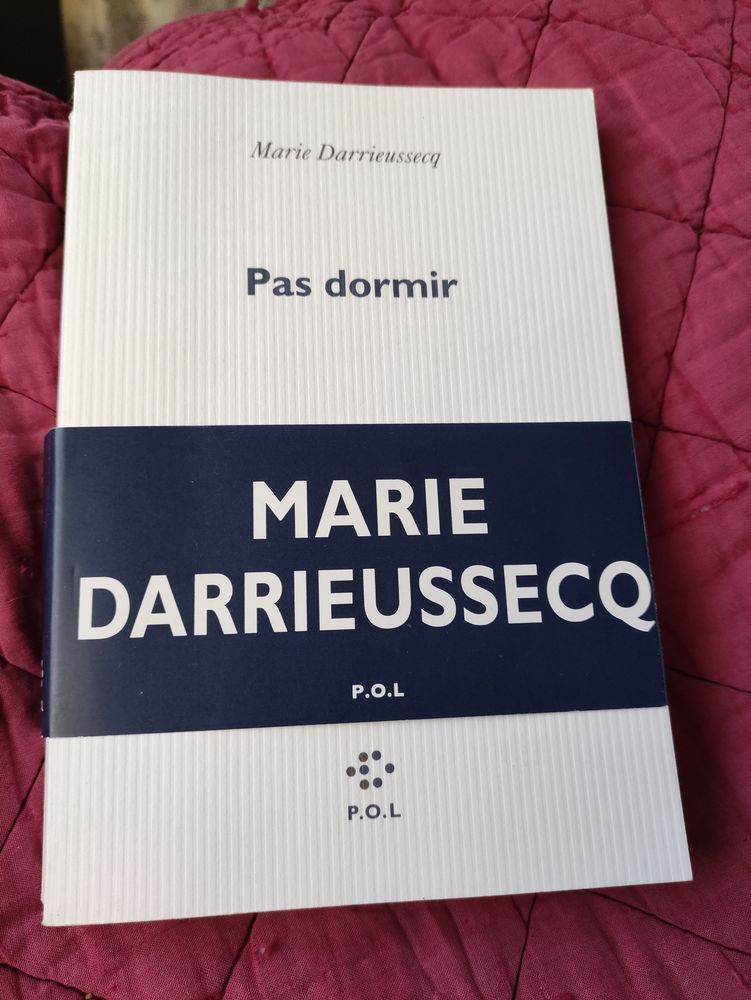 Marie Darrieussecq
Pas dormir
MARIE
DARRIEUSSECQ
P.O.L
P.O.L